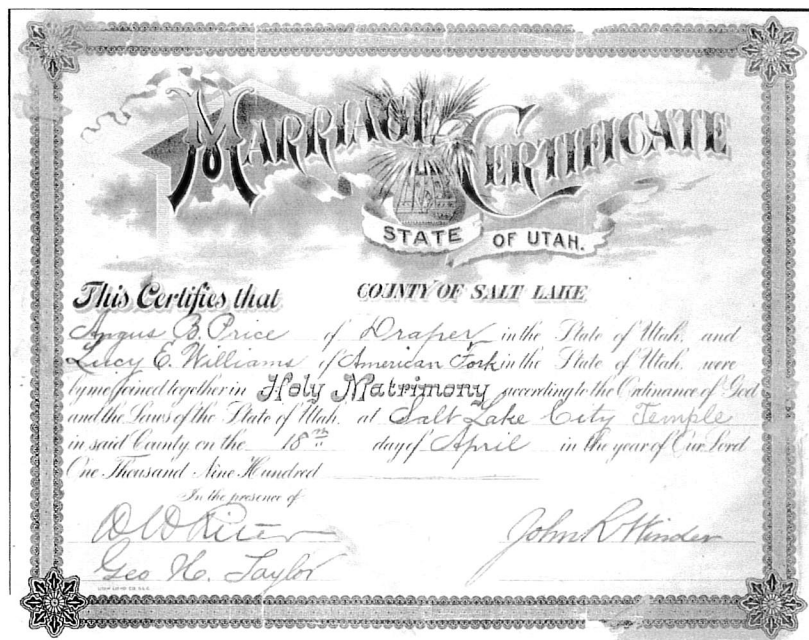 MARRIAGE CERTIFICATE
STATE OF UTAH.
This Certifies that COUNTY OF SALT LAKE
Angus B. Price of Draper in the State of Utah, and
Lucy E. Williams of American Fork in the State of Utah were
by me joined together in Holy Matrimony according to the Ordinance of God
and the Laws of the State of Utah, at Salt Lake City Temple
in said County on the 18th day of April in the year of Our Lord
One Thousand Nine Hundred
In the presence of
John R. Winder
Geo H. Taylor